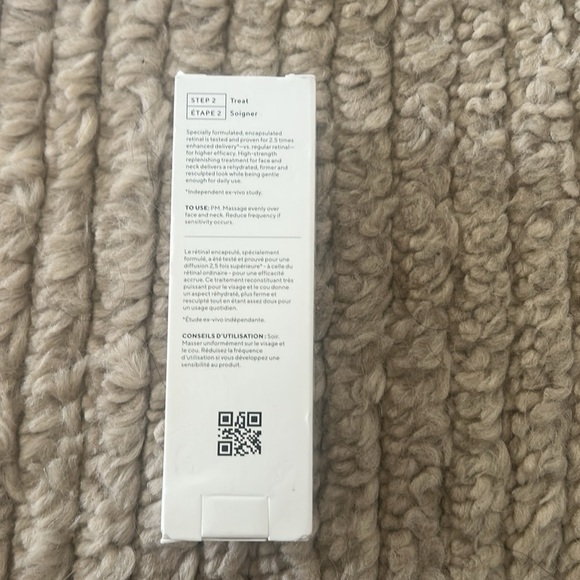 STEP 2 Treat
ÉTAPE 2 Soigner
Specially formulated, encapsulated
retinal is tested and proven for 2.5 times
enhanced delivery*–vs. regular retinal–
for higher efficacy. High-strength
replenishing treatment for face and
neck delivers a rehydrated, firmer and
resculpted look while being gentle
enough for daily use.
*Independent ex-vivo study.
TO USE: PM. Massage evenly over
face and neck. Reduce frequency if
sensitivity occurs.
Le rétinal encapsulé, spécialement
formulé, a été testé et prouvé pour une
diffusion 2,5 fois supérieure* - à celle du
rétinal ordinaire - pour une efficacité
accrue. Ce traitement reconstituant très
puissant pour le visage et le cou donne
un aspect réhydraté, plus ferme et
resculpté tout en étant assez doux pour
un usage quotidien.
*Étude ex-vivo indépendante.
CONSEILS D'UTILISATION : Soir.
Masser uniformément sur le visage et
le cou. Réduisez la fréquence
d'utilisation si vous développez une
sensibilité au produit.